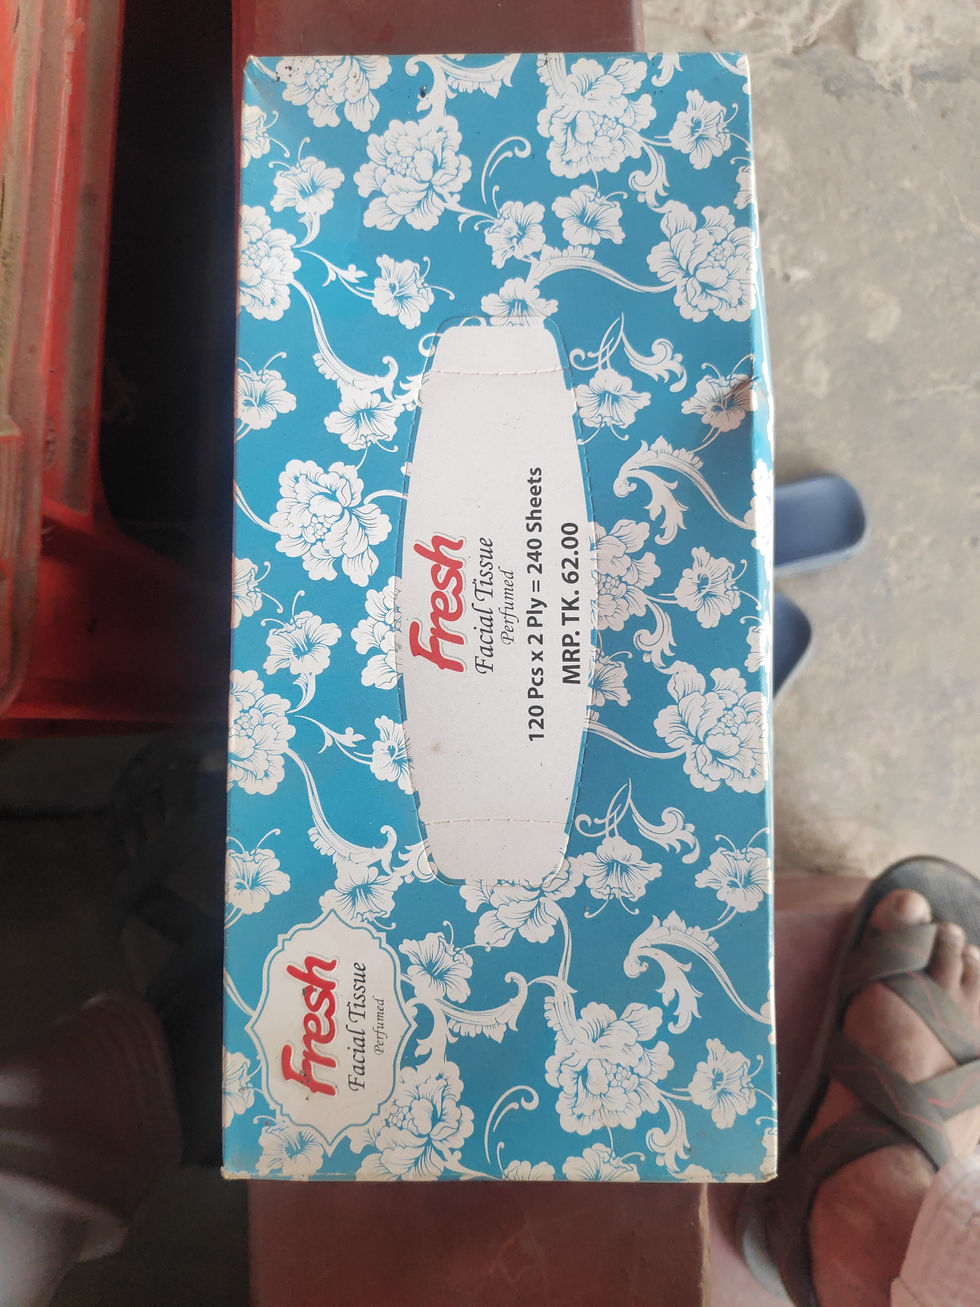 Fresh
Facial Tissue
Perfumed
120 Pcs x 2 Ply = 240 Sheets
MRP. TK. 62.00
Fresh
Facial Tissue
Perfumed